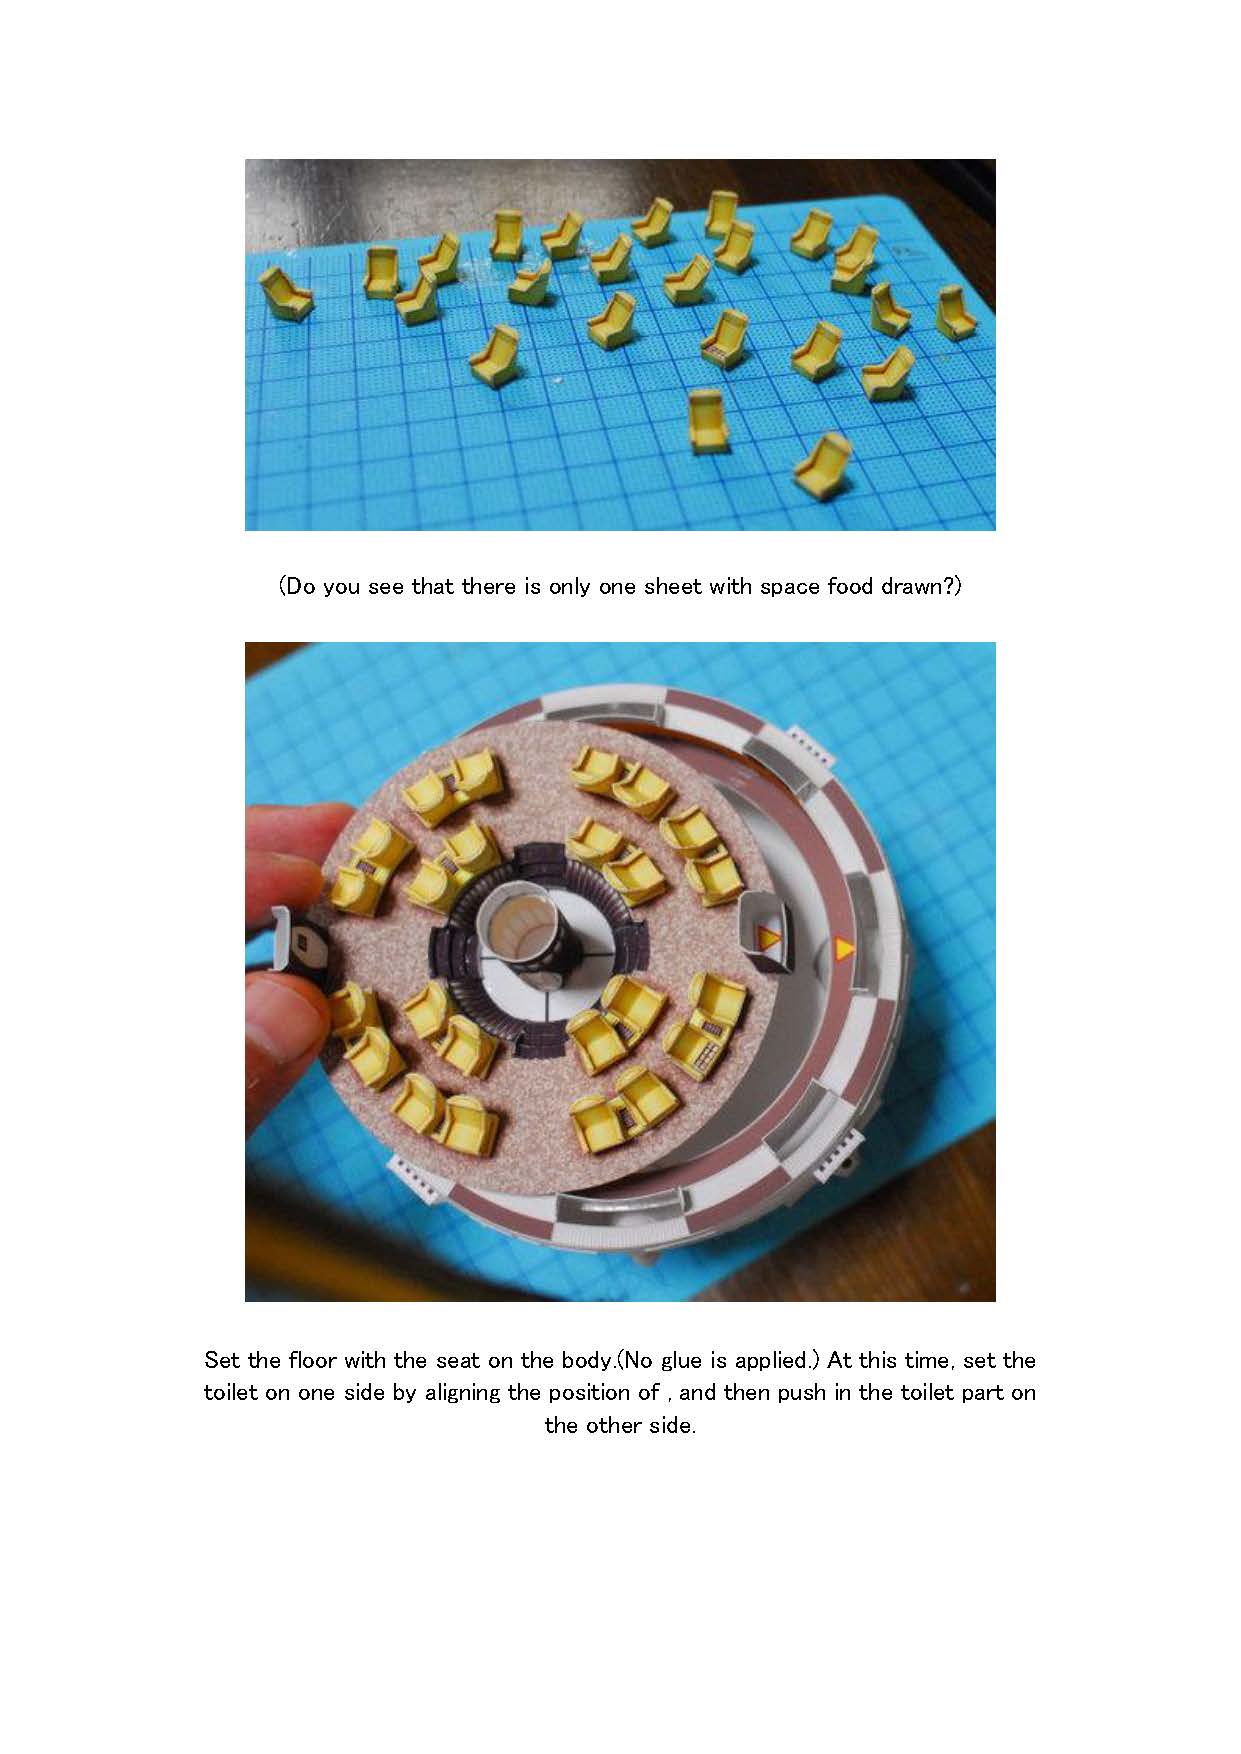 (Do you see that there is only one sheet with space food drawn?)
Set the floor with the seat on the body.(No glue is applied.) At this time, set the
toilet on one side by aligning the position of , and then push in the toilet part on
the other side.